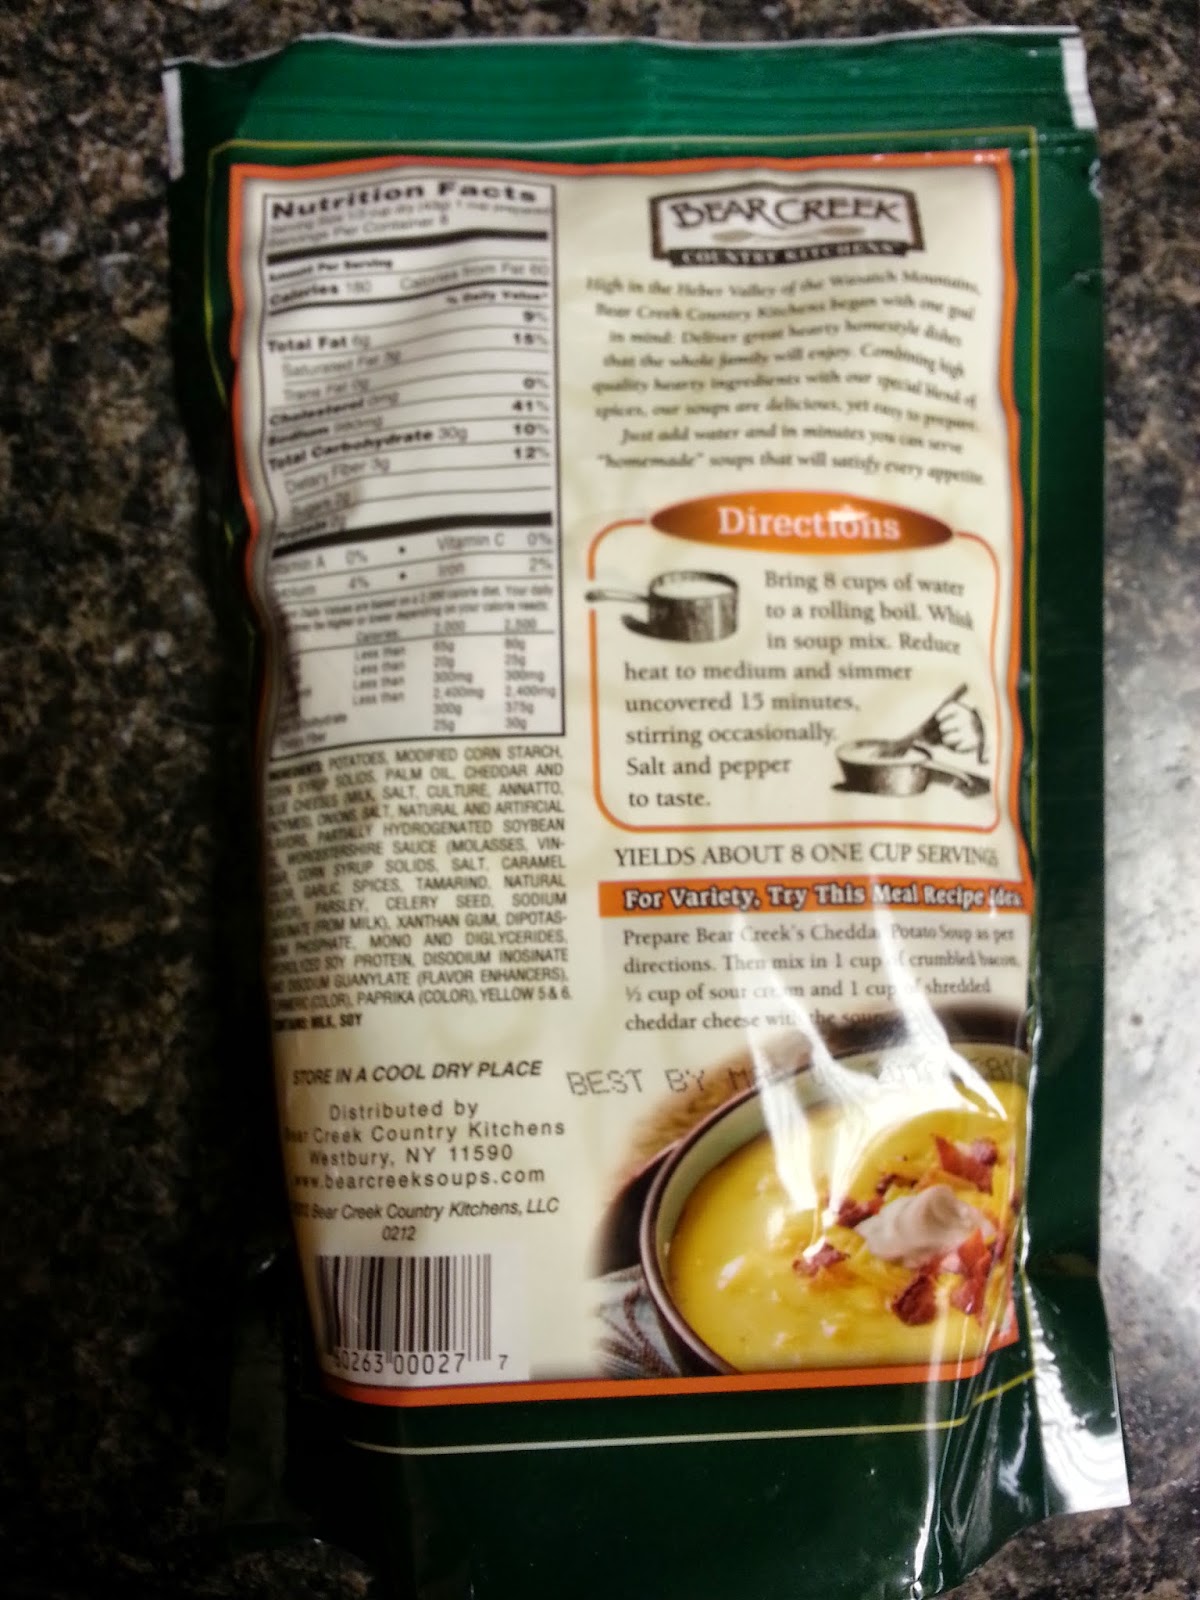 Nutrition Facts
Servings Per Container 8
Amount Per Serving
Calories 180 Calories from Fat 60
% Daily Value*
Total Fat 6g 9%
Saturated Fat 3g 15%
Trans Fat 0g
Cholesterol 0%
Sodium 41%
Total Carbohydrate 30g 10%
Dietary Fiber 3g 12%
Sugars
Protein
0% • Vitamin C 0%
4% • Iron 2%
Calories 2,000 2,500
Less than 65g 80g
Less than 20g 25g
Less than 300mg 300mg
Less than 2,400mg 2,400mg
300g 375g
25g 30g
POTATOES, MODIFIED CORN STARCH,
SYRUP SOLIDS, PALM OIL, CHEDDAR AND
CHEESES (MILK, SALT, CULTURE, ANNATTO,
ONIONS, SALT, NATURAL AND ARTIFICIAL
PARTIALLY HYDROGENATED SOYBEAN
WORCESTERSHIRE SAUCE (MOLASSES, VIN-
CORN SYRUP SOLIDS, SALT, CARAMEL
GARLIC, SPICES, TAMARIND, NATURAL
PARSLEY, CELERY SEED, SODIUM
(FROM MILK), XANTHAN GUM, DIPOTAS-
PHOSPHATE, MONO AND DIGLYCERIDES,
SOY PROTEIN, DISODIUM INOSINATE
DISODIUM GUANYLATE (FLAVOR ENHANCERS),
(COLOR), PAPRIKA (COLOR), YELLOW 5 & 6.
MILK, SOY
STORE IN A COOL DRY PLACE
Distributed by
Creek Country Kitchens
Westbury, NY 11590
www.bearcreeksoups.com
Bear Creek Country Kitchens, LLC
0212
0263 00027 7
BEAR CREEK
COUNTRY KITCHENS
High in the Heber Valley of the Wasatch Mountains,
Bear Creek Country Kitchens began with one goal
in mind: Deliver great hearty homestyle dishes
that the whole family will enjoy. Combining high
quality hearty ingredients with our special blend of
spices, our soups are delicious, yet easy to prepare.
Just add water and in minutes you can serve
"homemade" soups that will satisfy every appetite.
Directions
Bring 8 cups of water
to a rolling boil. Whisk
in soup mix. Reduce
heat to medium and simmer
uncovered 15 minutes,
stirring occasionally.
Salt and pepper
to taste.
YIELDS ABOUT 8 ONE CUP SERVINGS
For Variety, Try This Meal Recipe Idea:
Prepare Bear Creek's Cheddar Potato Soup as per
directions. Then mix in 1 cup of crumbled bacon,
½ cup of sour cream and 1 cup of shredded
cheddar cheese with the soup
BEST BY